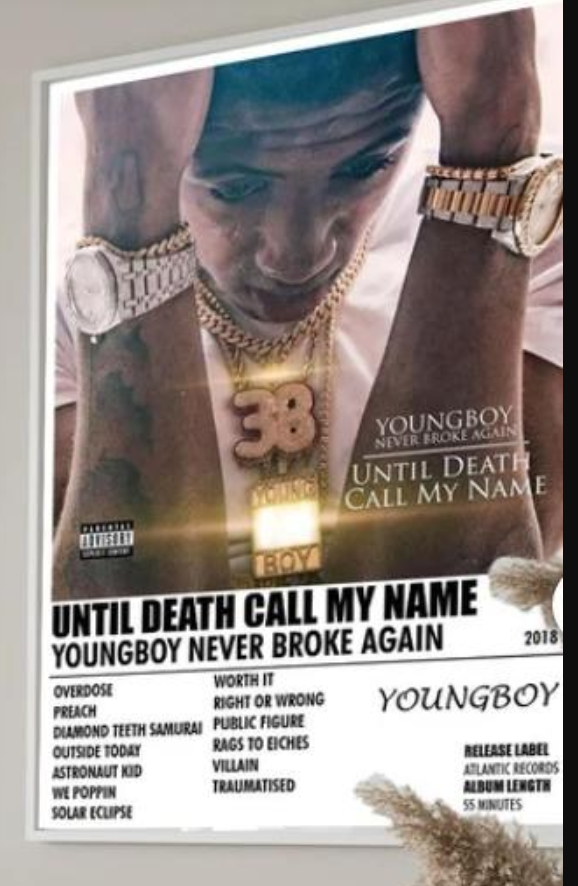 38
YOUNG
BOY
YOUNGBOY
NEVER BROKE AGAIN
UNTIL DEATH
CALL MY NAME
PARENTAL
ADVISORY
EXPLICIT CONTENT
UNTIL DEATH CALL MY NAME
YOUNGBOY NEVER BROKE AGAIN
2018
OVERDOSE
PREACH
DIAMOND TEETH SAMURAI
OUTSIDE TODAY
ASTRONAUT KID
WE POPPIN
SOLAR ECLIPSE
WORTH IT
RIGHT OR WRONG
PUBLIC FIGURE
RAGS TO EICHES
VILLAIN
TRAUMATISED
YOUNGBOY
RELEASE LABEL
ATLANTIC RECORDS
ALBUM LENGTH
55 MINUTES